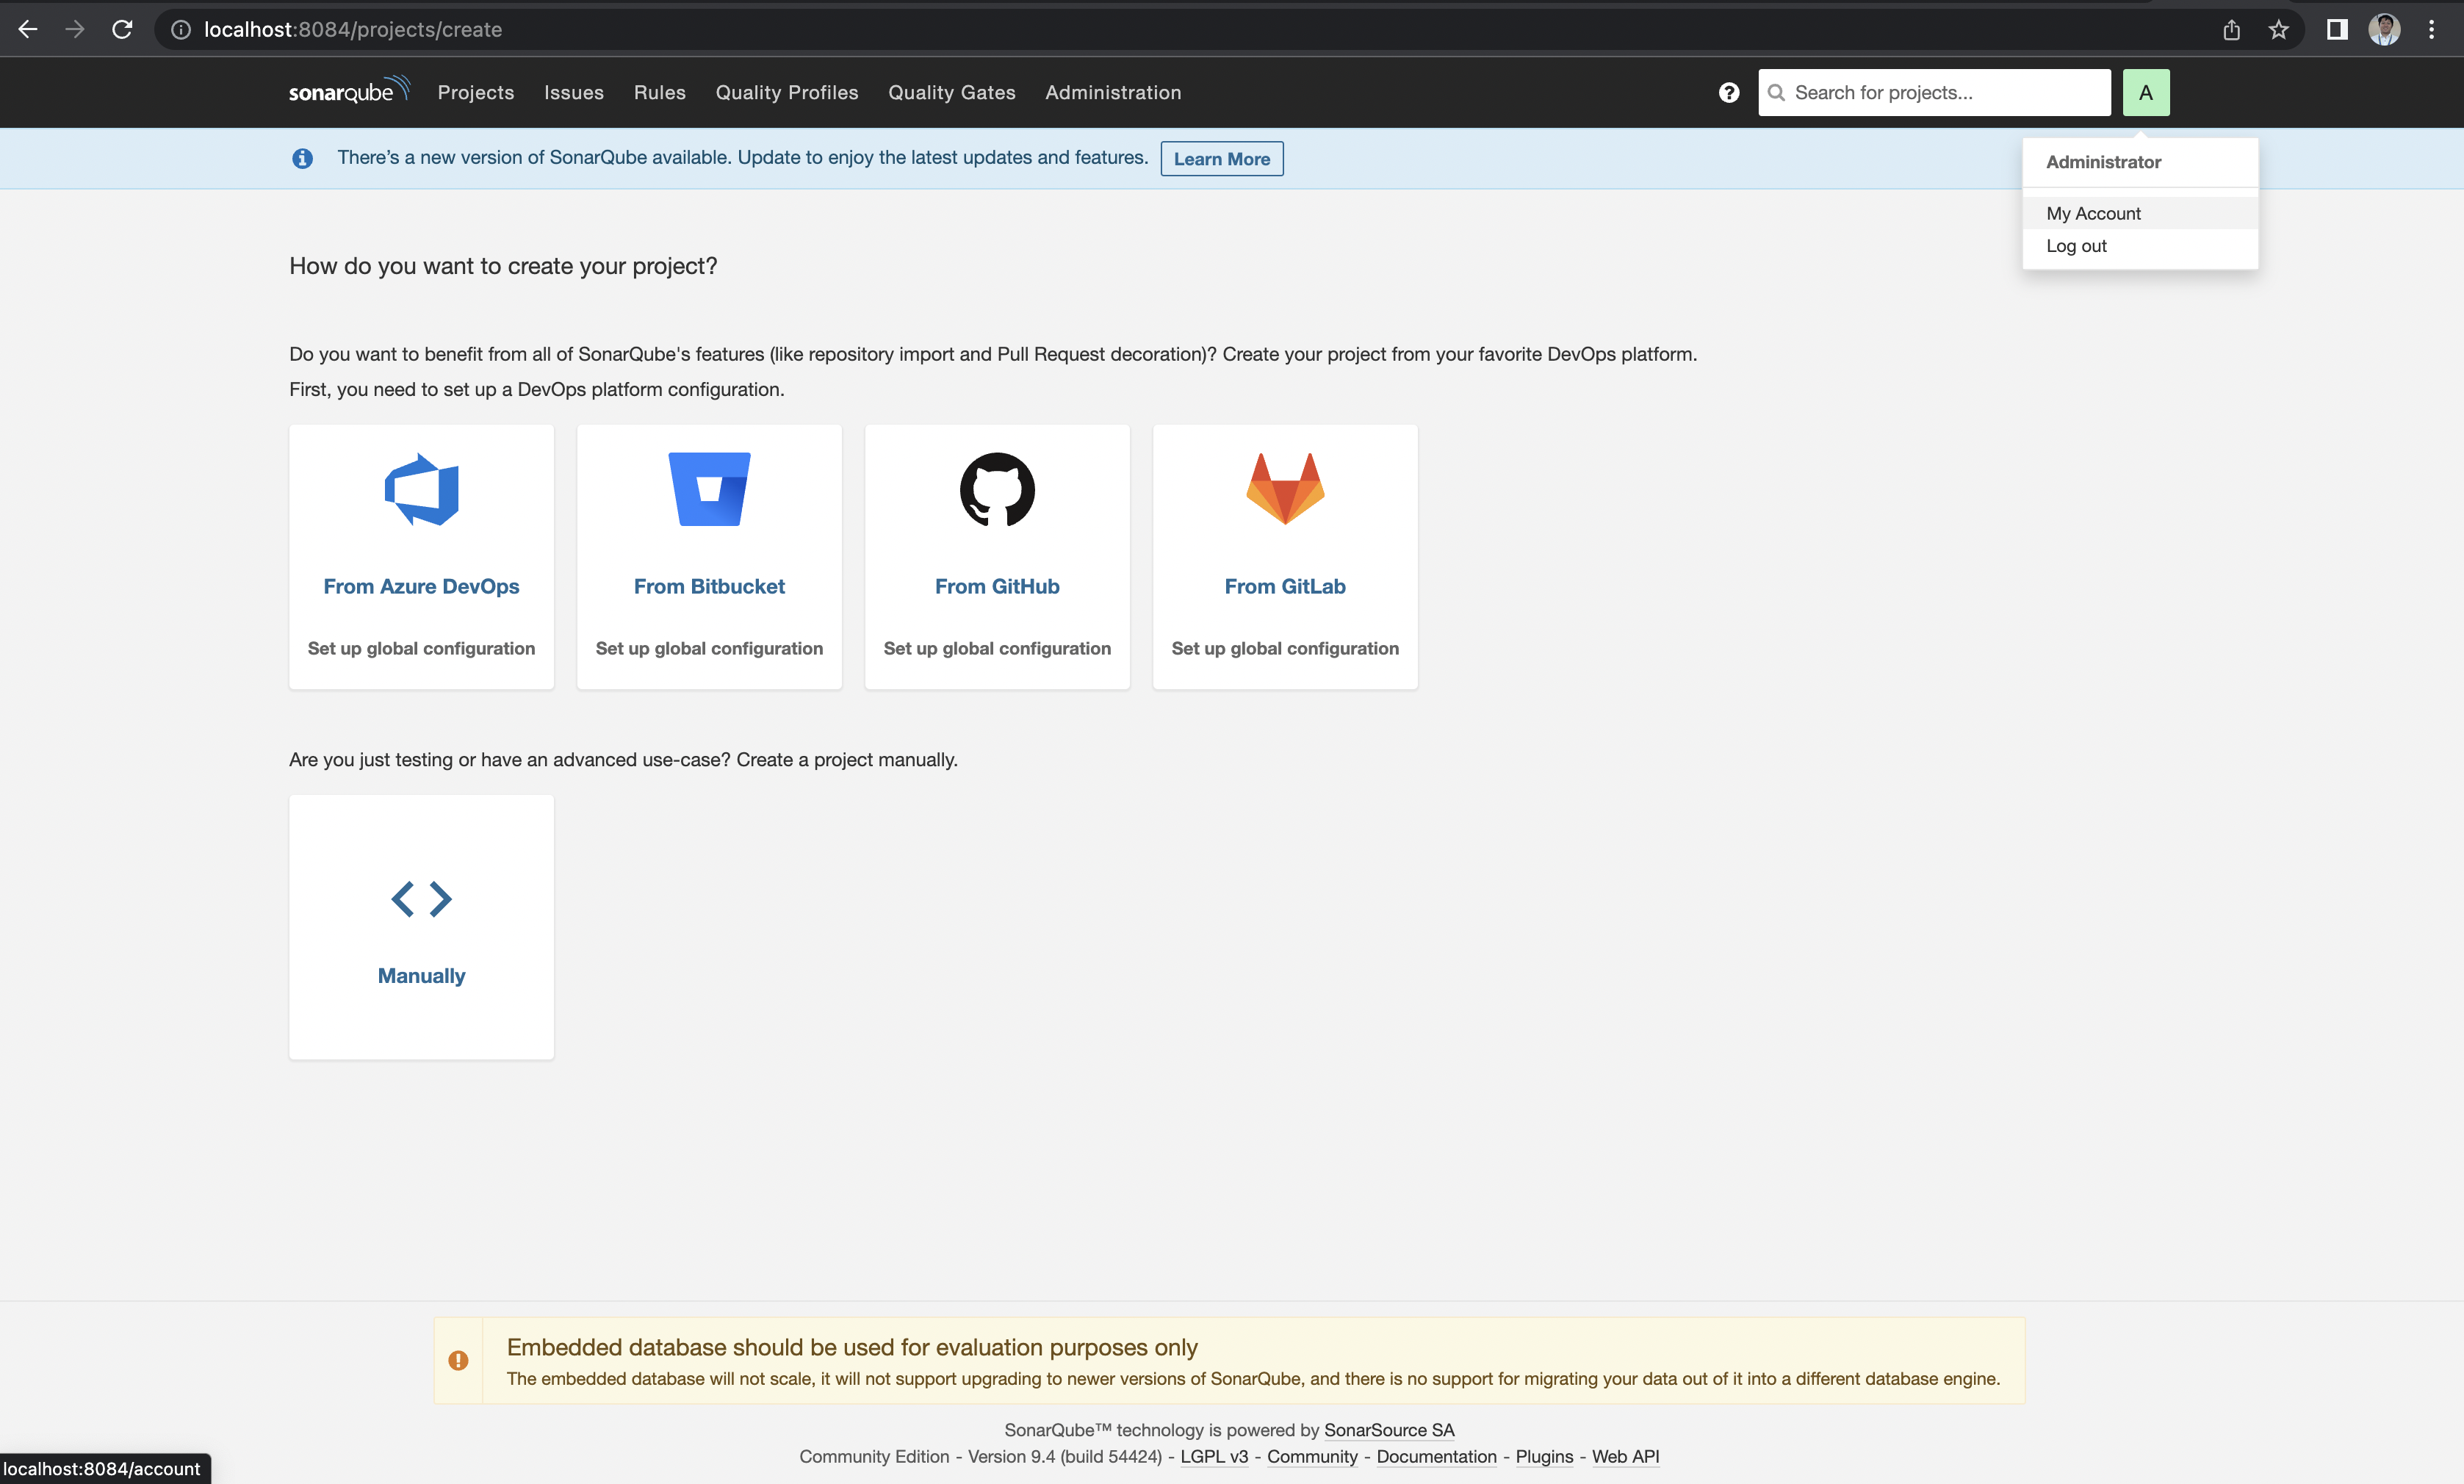 localhost:8084/projects/create
sonarqube Projects Issues Rules Quality Profiles Quality Gates Administration ? Search for projects... A
There's a new version of SonarQube available. Update to enjoy the latest updates and features. Learn More
Administrator
My Account
Log out
How do you want to create your project?
Do you want to benefit from all of SonarQube's features (like repository import and Pull Request decoration)? Create your project from your favorite DevOps platform.
First, you need to set up a DevOps platform configuration.
From Azure DevOps From Bitbucket From GitHub From GitLab
Set up global configuration Set up global configuration Set up global configuration Set up global configuration
Are you just testing or have an advanced use-case? Create a project manually.
Manually
Embedded database should be used for evaluation purposes only
The embedded database will not scale, it will not support upgrading to newer versions of SonarQube, and there is no support for migrating your data out of it into a different database engine.
SonarQube™ technology is powered by SonarSource SA
Community Edition - Version 9.4 (build 54424) - LGPL v3 - Community - Documentation - Plugins - Web API
localhost:8084/account